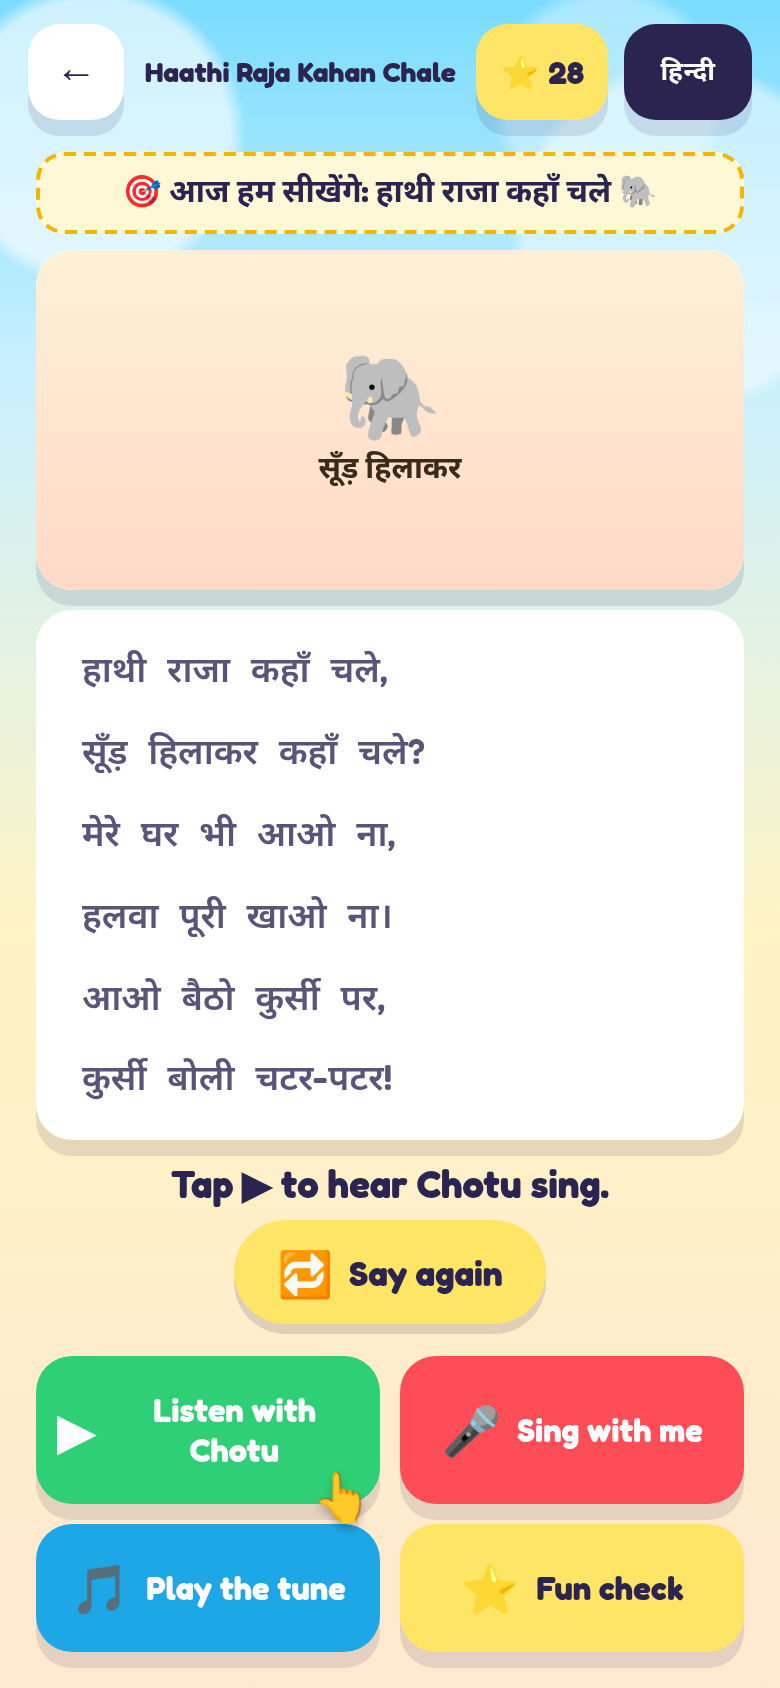 ←
Haathi Raja Kahan Chale
⭐ 28
हिन्दी
🎯 आज हम सीखेंगे: हाथी राजा कहाँ चले 🐘
सूँड़ हिलाकर
हाथी राजा कहाँ चले,
सूँड़ हिलाकर कहाँ चले?
मेरे घर भी आओ ना,
हलवा पूरी खाओ ना।
आओ बैठो कुर्सी पर,
कुर्सी बोली चटर-पटर!
Tap ▶ to hear Chotu sing.
🔁 Say again
▶ Listen with
Chotu
🎤 Sing with me
🎵 Play the tune
⭐ Fun check